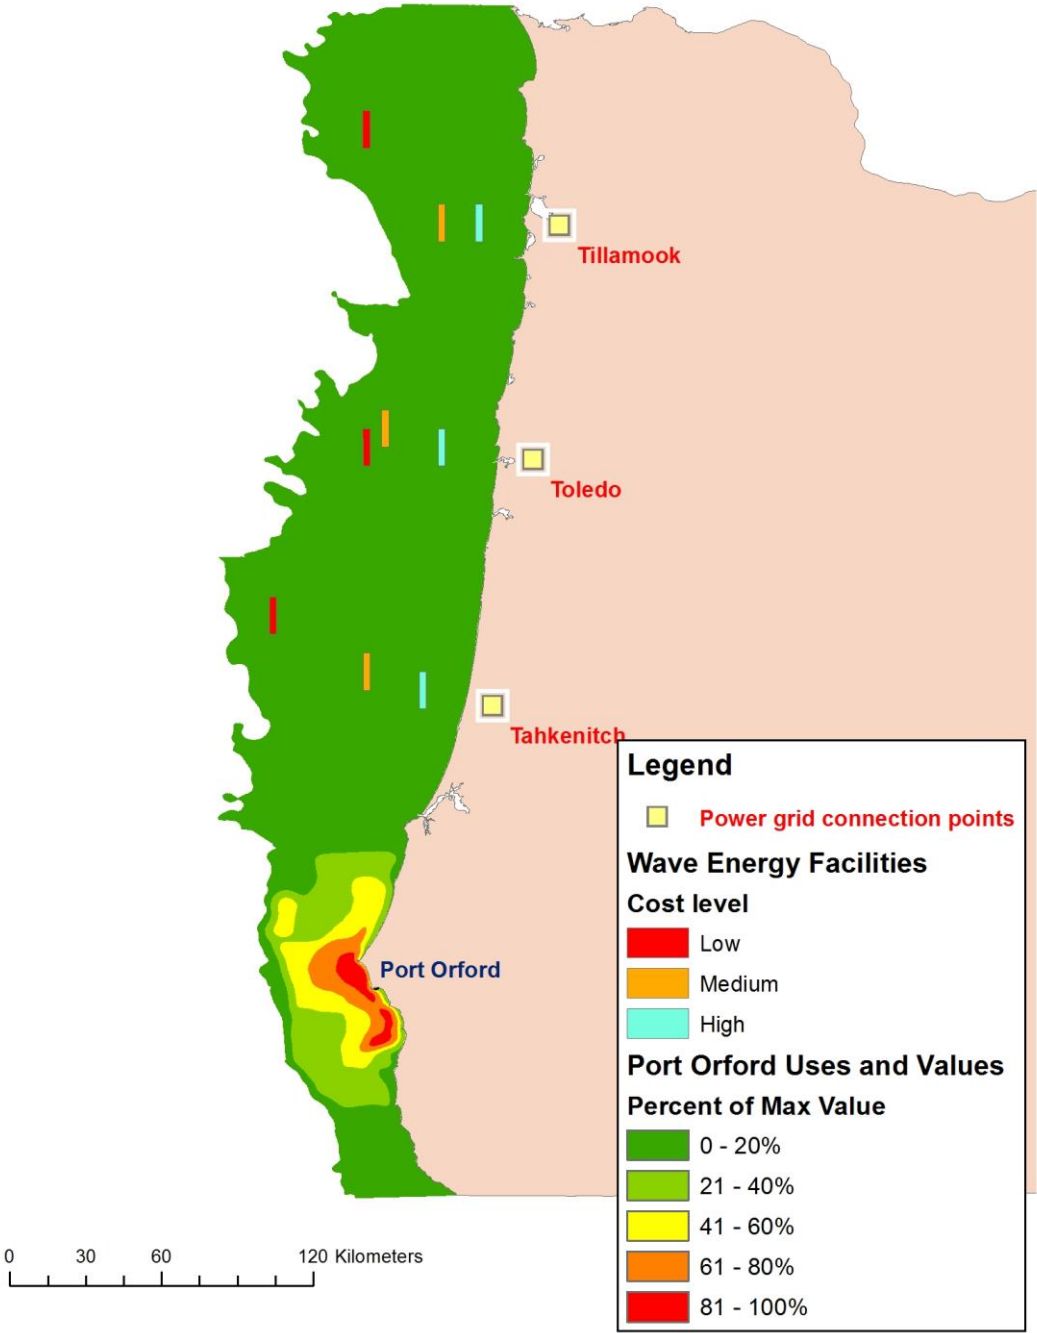 Tillamook
Toledo
Tahkenitch
Port Orford
Legend
Power grid connection points
Wave Energy Facilities
Cost level
Low
Medium
High
Port Orford Uses and Values
Percent of Max Value
0 - 20%
21 - 40%
41 - 60%
61 - 80%
81 - 100%
0 30 60 120 Kilometers